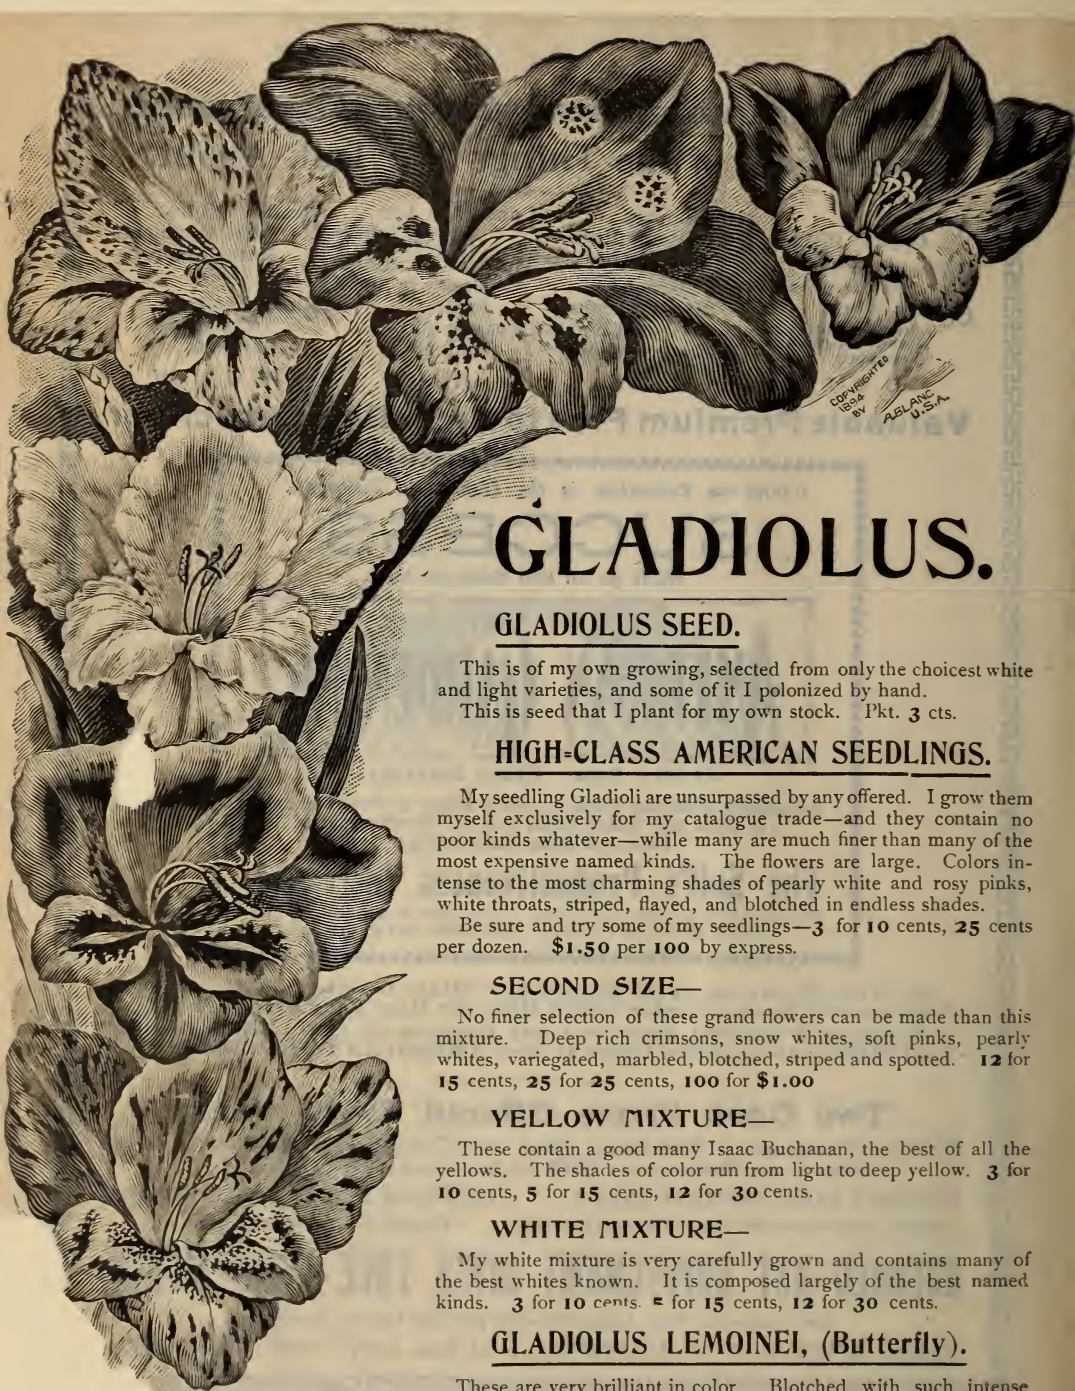 COPYRIGHTED
1894
BY A.BLANC
U.S.A.
GLADIOLUS.
GLADIOLUS SEED.
This is of my own growing, selected from only the choicest white
and light varieties, and some of it I polonized by hand.
This is seed that I plant for my own stock. Pkt. 3 cts.
HIGH=CLASS AMERICAN SEEDLINGS.
My seedling Gladioli are unsurpassed by any offered. I grow them
myself exclusively for my catalogue trade—and they contain no
poor kinds whatever—while many are much finer than many of the
most expensive named kinds. The flowers are large. Colors in-
tense to the most charming shades of pearly white and rosy pinks,
white throats, striped, flayed, and blotched in endless shades.
Be sure and try some of my seedlings—3 for 10 cents, 25 cents
per dozen. $1.50 per 100 by express.
SECOND SIZE—
No finer selection of these grand flowers can be made than this
mixture. Deep rich crimsons, snow whites, soft pinks, pearly
whites, variegated, marbled, blotched, striped and spotted. 12 for
15 cents, 25 for 25 cents, 100 for $1.00
YELLOW MIXTURE—
These contain a good many Isaac Buchanan, the best of all the
yellows. The shades of color run from light to deep yellow. 3 for
10 cents, 5 for 15 cents, 12 for 30 cents.
WHITE MIXTURE—
My white mixture is very carefully grown and contains many of
the best whites known. It is composed largely of the best named
kinds. 3 for 10 cents. for 15 cents, 12 for 30 cents.
GLADIOLUS LEMOINEI, (Butterfly).
These are very brilliant in color. Blotched with such intense